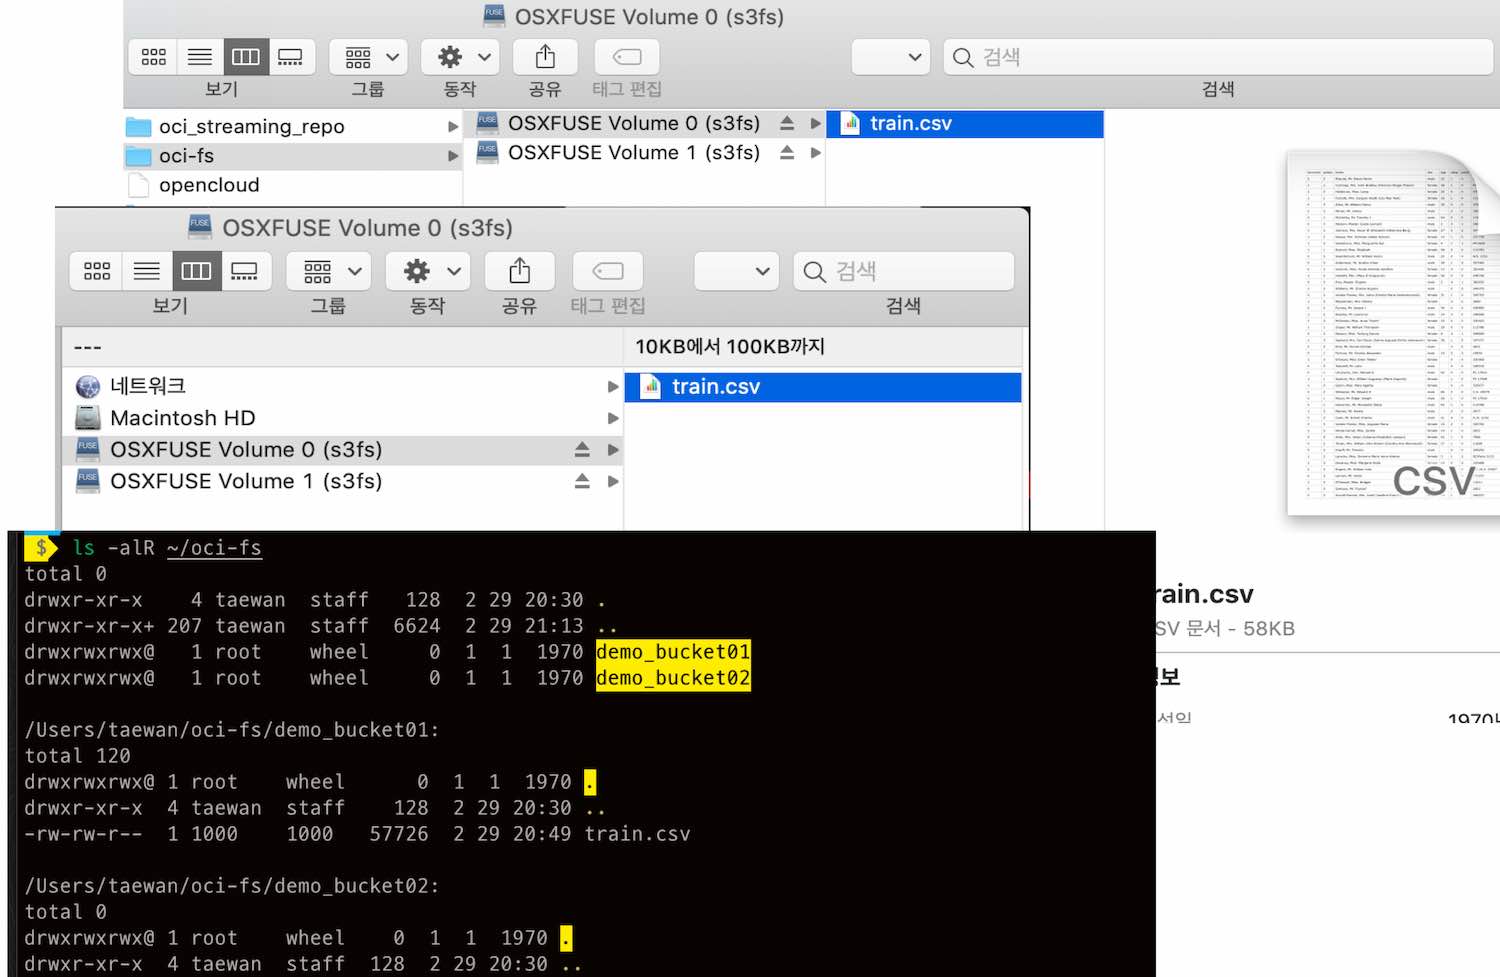 OSXFUSE Volume 0 (s3fs)
검색
보기 그룹 동작 공유 태그 편집 검색
oci_streaming_repo
oci-fs
opencloud
OSXFUSE Volume 0 (s3fs)
OSXFUSE Volume 1 (s3fs)
train.csv
CSV
rain.csv
SV 문서 - 58KB
보
선일
1970
OSXFUSE Volume 0 (s3fs)
검색
보기 그룹 동작 공유 태그 편집 검색
---
10KB에서 100KB까지
네트워크
Macintosh HD
OSXFUSE Volume 0 (s3fs)
OSXFUSE Volume 1 (s3fs)
train.csv
$ ls -alR ~/oci-fs
total 0
drwxr-xr-x 4 taewan staff 128 2 29 20:30 .
drwxr-xr-x+ 207 taewan staff 6624 2 29 21:13 ..
drwxrwxrwx@ 1 root wheel 0 1 1 1970 demo_bucket01
drwxrwxrwx@ 1 root wheel 0 1 1 1970 demo_bucket02
/Users/taewan/oci-fs/demo_bucket01:
total 120
drwxrwxrwx@ 1 root wheel 0 1 1 1970 .
drwxr-xr-x 4 taewan staff 128 2 29 20:30 ..
-rw-rw-r-- 1 1000 1000 57726 2 29 20:49 train.csv
/Users/taewan/oci-fs/demo_bucket02:
total 0
drwxrwxrwx@ 1 root wheel 0 1 1 1970 .
drwxr-xr-x 4 taewan staff 128 2 29 20:30 ..